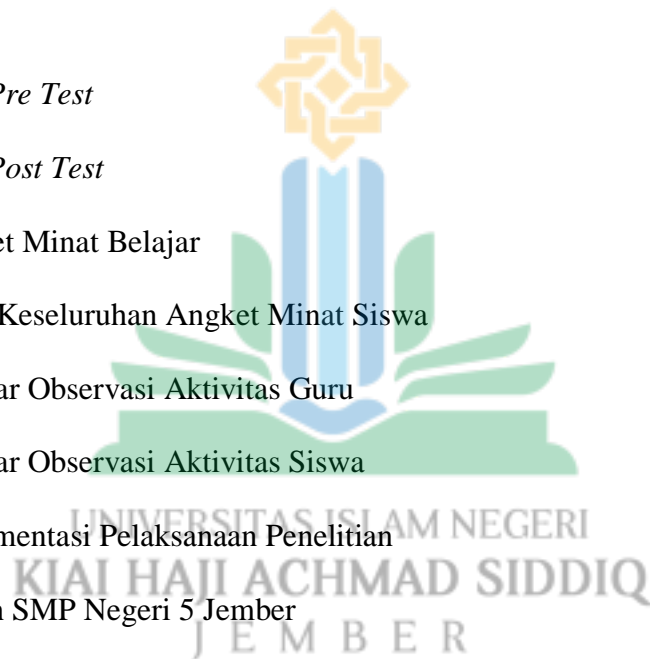 Pre Test
Post Test
et Minat Belajar
Keseluruhan Angket Minat Siswa
ar Observasi Aktivitas Guru
ar Observasi Aktivitas Siswa
UNIVERSITAS ISLAM NEGERI
mentasi Pelaksanaan Penelitian
KIAI HAJI ACHMAD SIDDIQ
n SMP Negeri 5 Jember
JEMBER